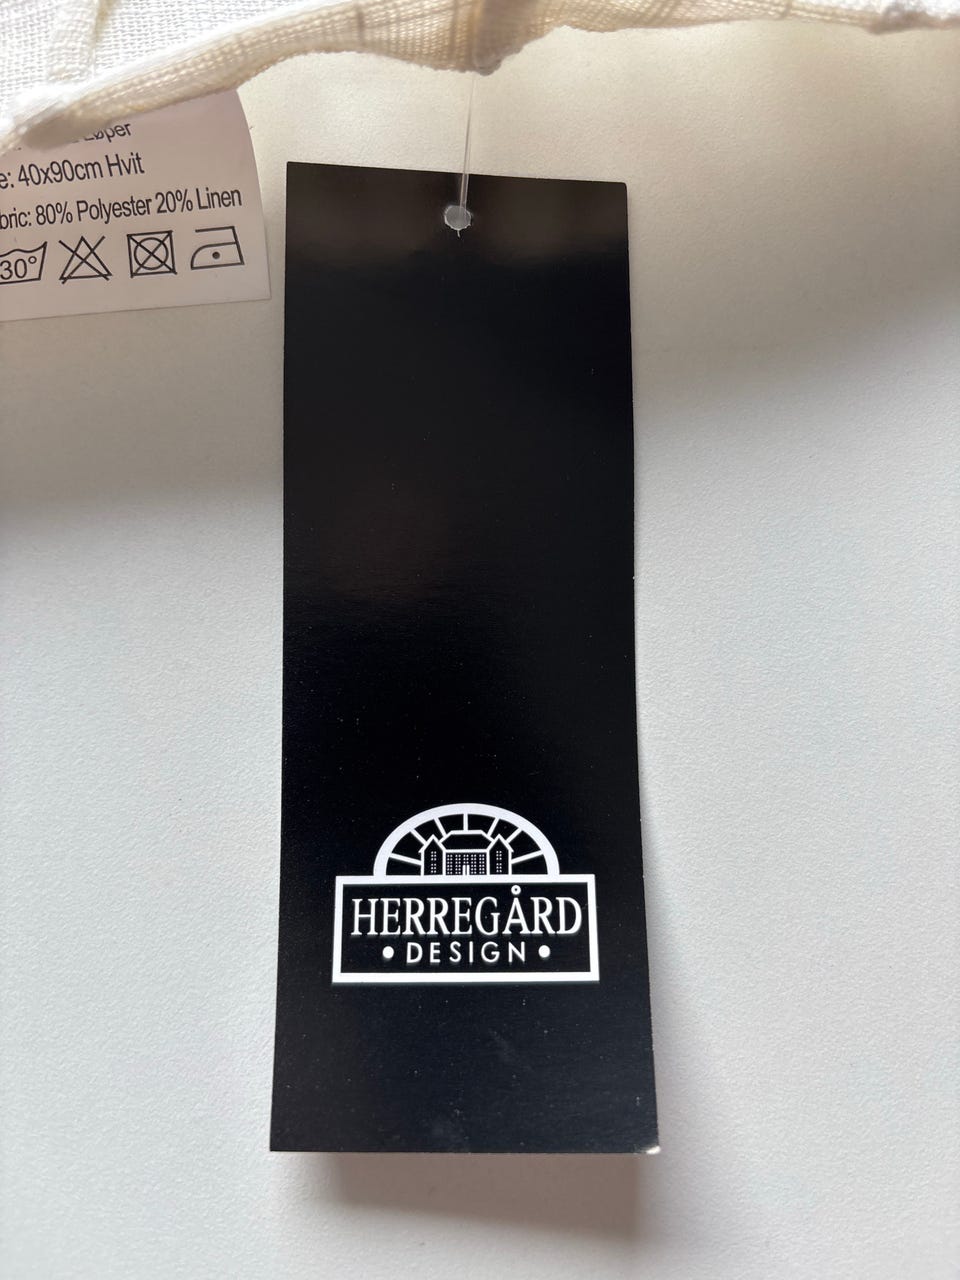 Løper
e: 40x90cm Hvit
bric: 80% Polyester 20% Linen
30°
HERREGÅRD
• DESIGN •